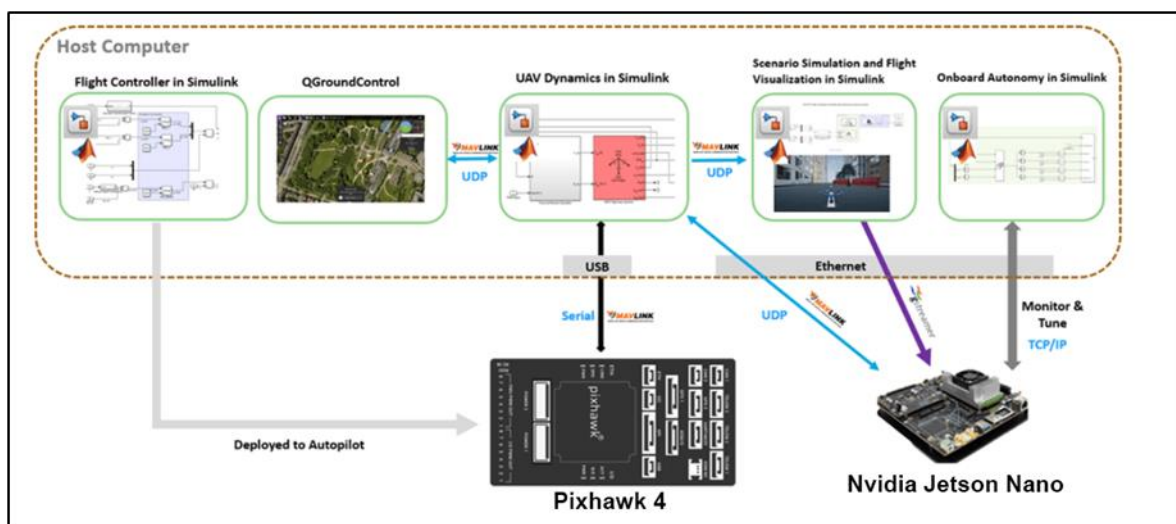 Host Computer
Flight Controller in Simulink
QGroundControl
UAV Dynamics in Simulink
Scenario Simulation and Flight
Visualization in Simulink
Onboard Autonomy in Simulink
MAVLINK
UDP
MAVLINK
UDP
USB
Ethernet
Serial
MAVLINK
UDP
MAVLINK
Streamer
Monitor &
Tune
TCP/IP
pixhawk
Deployed to Autopilot
Pixhawk 4
Nvidia Jetson Nano